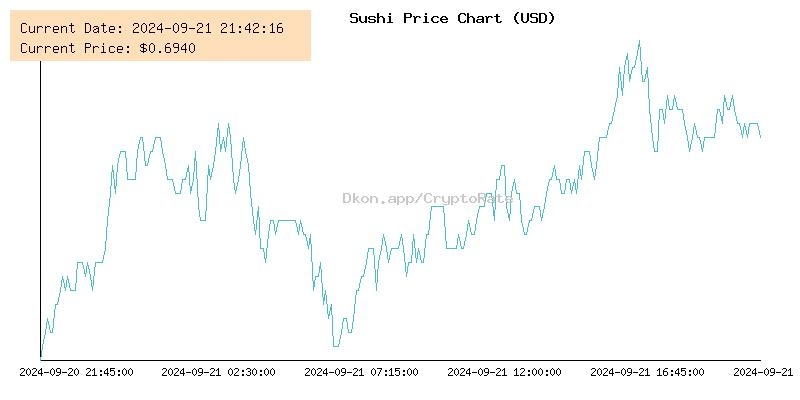 Sushi Price Chart (USD)
Current Date: 2024-09-21 21:42:16
Current Price: $0.6940
Dkon.app/CryptoRate
2024-09-20 21:45:00 2024-09-21 02:30:00 2024-09-21 07:15:00 2024-09-21 12:00:00 2024-09-21 16:45:00 2024-09-21